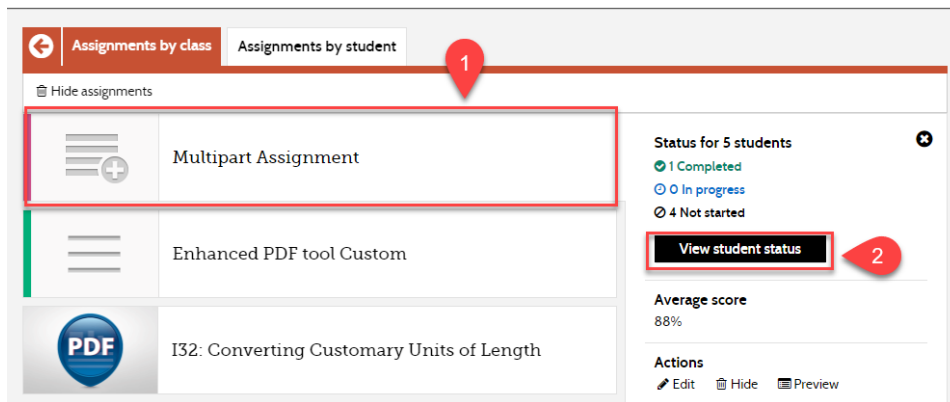 Assignments by class
Assignments by student
1
Hide assignments
Multipart Assignment
Status for 5 students
1 Completed
0 In progress
4 Not started
View student status
2
Enhanced PDF tool Custom
Average score
88%
PDF
I32: Converting Customary Units of Length
Actions
Edit Hide Preview